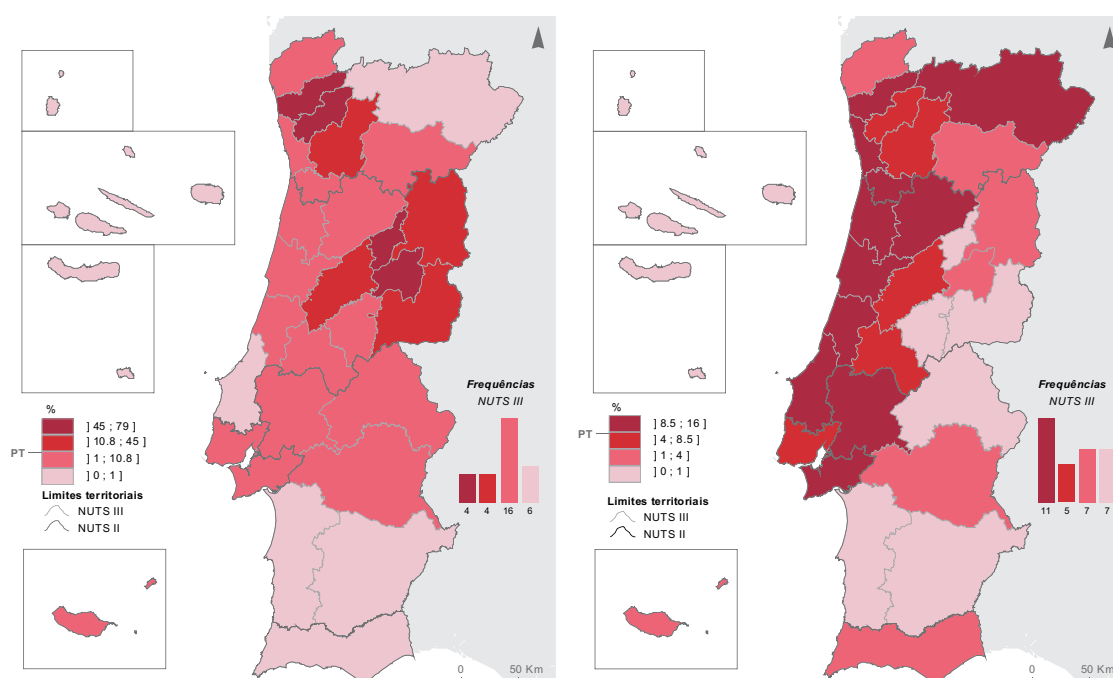 %
] 45 ; 79 ]
] 10.8 ; 45 ]
PT
] 1 ; 10.8 ]
] 0 ; 1 ]
Limites territoriais
NUTS III
NUTS II
Frequências
NUTS III
4 4 16 6
0 50 Km
%
] 8.5 ; 16 ]
PT
] 4 ; 8.5 ]
] 1 ; 4 ]
] 0 ; 1 ]
Limites territoriais
NUTS III
NUTS II
Frequências
NUTS III
11 5 7 7
0 50 Km